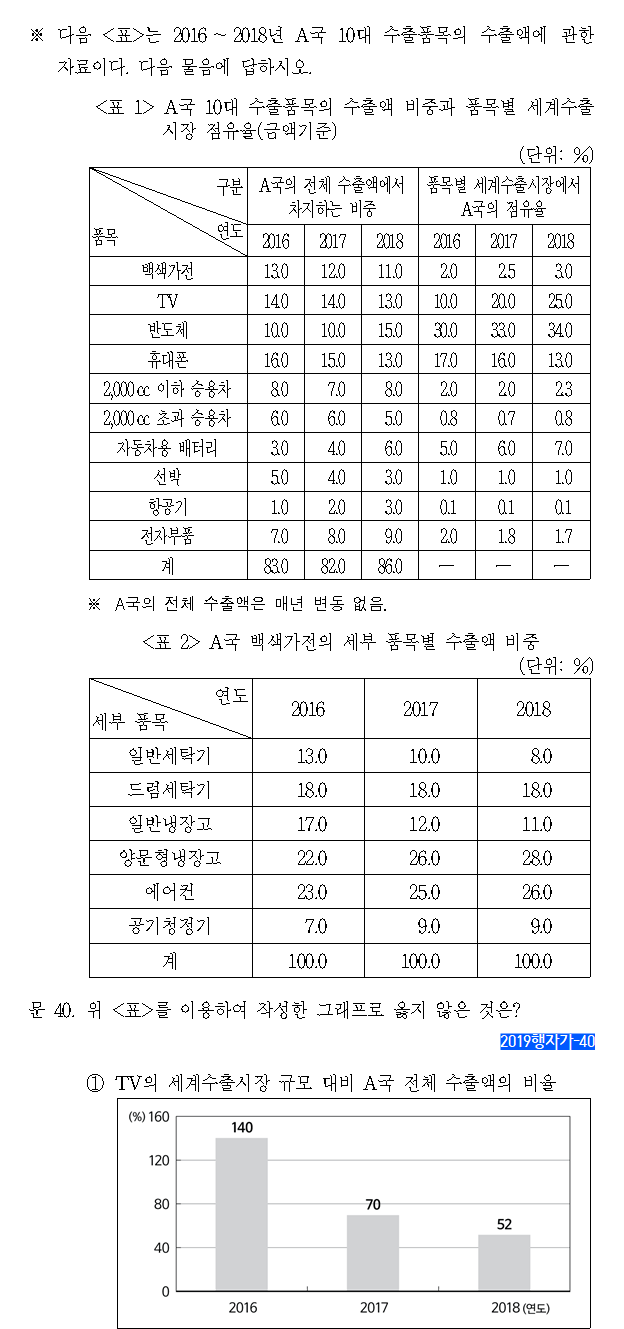 ※ 다음 <표>는 2016 ~ 2018년 A국 10대 수출품목의 수출액에 관한
자료이다. 다음 물음에 답하시오.
<표 1> A국 10대 수출품목의 수출액 비중과 품목별 세계수출
시장 점유율(금액기준)
(단위: %)
구분 A국의 전체 수출액에서 품목별 세계수출시장에서
차지하는 비중 A국의 점유율
품목 연도 2016 2017 2018 2016 2017 2018
백색가전 13.0 12.0 11.0 2.0 2.5 3.0
TV 14.0 14.0 13.0 10.0 20.0 25.0
반도체 10.0 10.0 15.0 30.0 33.0 34.0
휴대폰 16.0 15.0 13.0 17.0 16.0 13.0
2,000cc 이하 승용차 8.0 7.0 8.0 2.0 2.0 2.3
2,000cc 초과 승용차 6.0 6.0 5.0 0.8 0.7 0.8
자동차용 배터리 3.0 4.0 6.0 5.0 6.0 7.0
선박 5.0 4.0 3.0 1.0 1.0 1.0
항공기 1.0 2.0 3.0 0.1 0.1 0.1
전자부품 7.0 8.0 9.0 2.0 1.8 1.7
계 83.0 82.0 86.0 — — —
※ A국의 전체 수출액은 매년 변동 없음.
<표 2> A국 백색가전의 세부 품목별 수출액 비중
(단위: %)
연도
세부 품목 2016 2017 2018
일반세탁기 13.0 10.0 8.0
드럼세탁기 18.0 18.0 18.0
일반냉장고 17.0 12.0 11.0
양문형냉장고 22.0 26.0 28.0
에어컨 23.0 25.0 26.0
공기청정기 7.0 9.0 9.0
계 100.0 100.0 100.0
문 40. 위 <표>를 이용하여 작성한 그래프로 옳지 않은 것은?
2019행자가-40
① TV의 세계수출시장 규모 대비 A국 전체 수출액의 비율
(%) 160
140
120
80
70
52
40
0
2016 2017 2018 (연도)